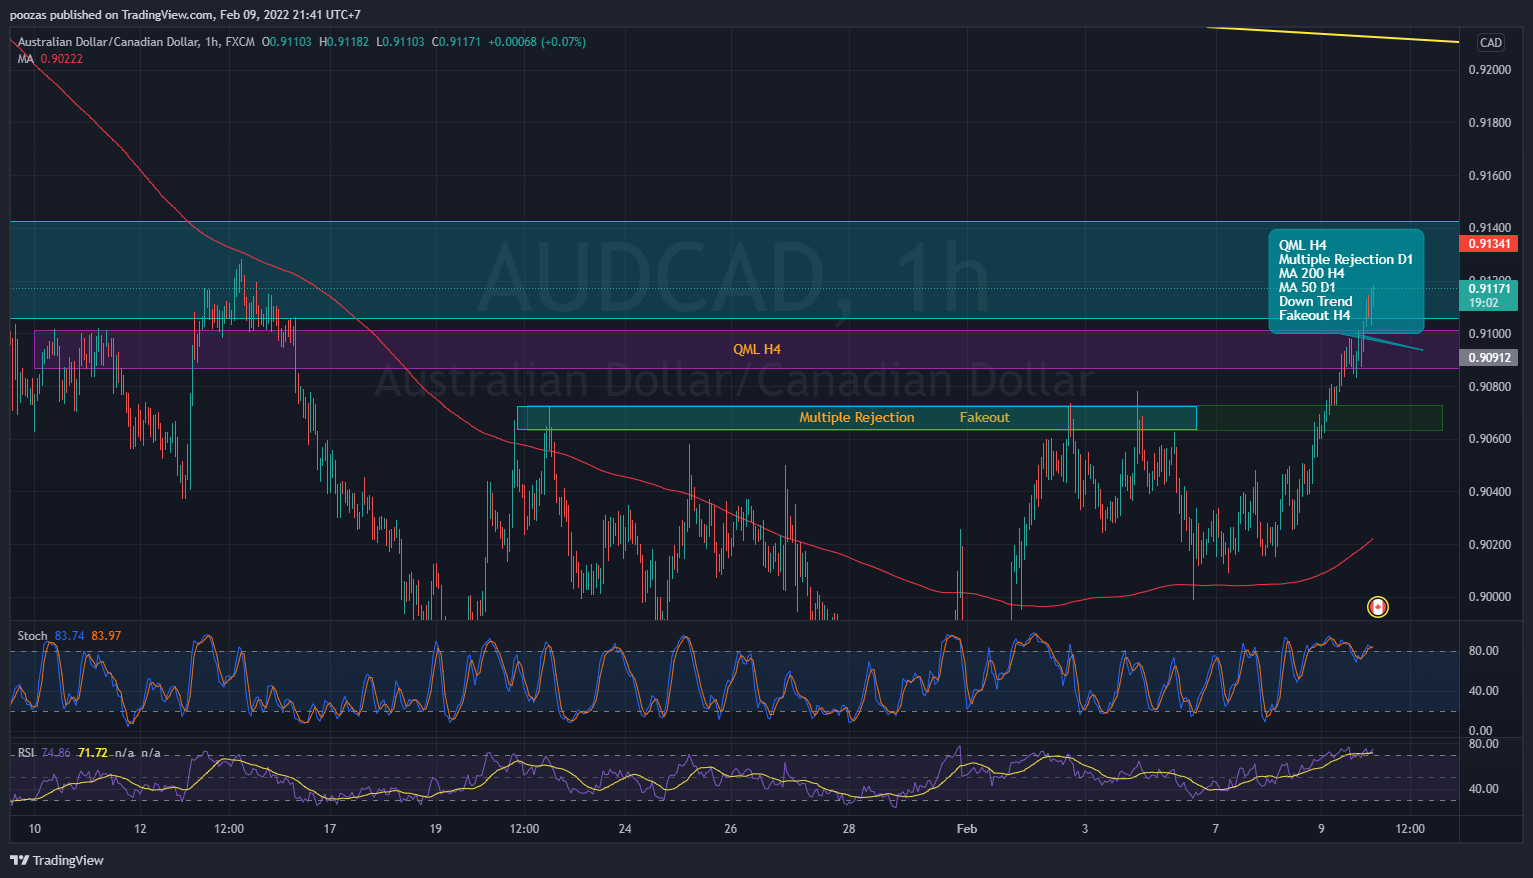 poozas published on TradingView.com, Feb 09, 2022 21:41 UTC+7
Australian Dollar/Canadian Dollar, 1h, FXCM O0.91103 H0.91182 L0.91103 C0.91171 +0.00068 (+0.07%)
MA 0.90222
CAD
0.92000
0.91800
0.91600
0.91400
0.91341
0.91200
0.91171
19:02
0.91000
0.90912
0.90800
0.90600
0.90400
0.90200
0.90000
AUDCAD, 1h
Australian Dollar/Canadian Dollar
QML H4
Multiple Rejection D1
MA 200 H4
MA 50 D1
Down Trend
Fakeout H4
QML H4
Multiple Rejection Fakeout
Stoch 83.74 83.97
80.00
40.00
0.00
RSI 74.86 71.72 n/a n/a
80.00
40.00
10 12 12:00 17 19 12:00 24 26 28 Feb 3 7 9 12:00
TradingView